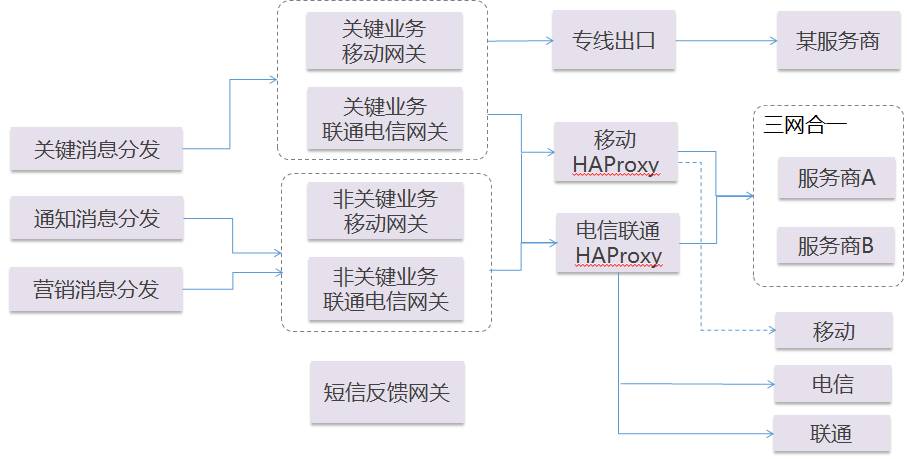 关键消息分发
通知消息分发
营销消息分发
关键业务
移动网关
关键业务
联通电信网关
非关键业务
移动网关
非关键业务
联通电信网关
短信反馈网关
专线出口
某服务商
移动
HAProxy
电信联通
HAProxy
三网合一
服务商A
服务商B
移动
电信
联通